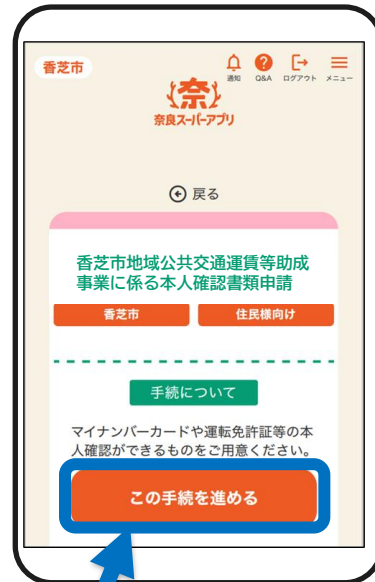 香芝市
通知
Q&A
ログアウト
メニュー
奈
奈良スーパーアプリ
戻る
香芝市地域公共交通運賃等助成
事業に係る本人確認書類申請
香芝市
住民様向け
手続について
マイナンバーカードや運転免許証等の本
人確認ができるものをご用意ください。
この手続を進める